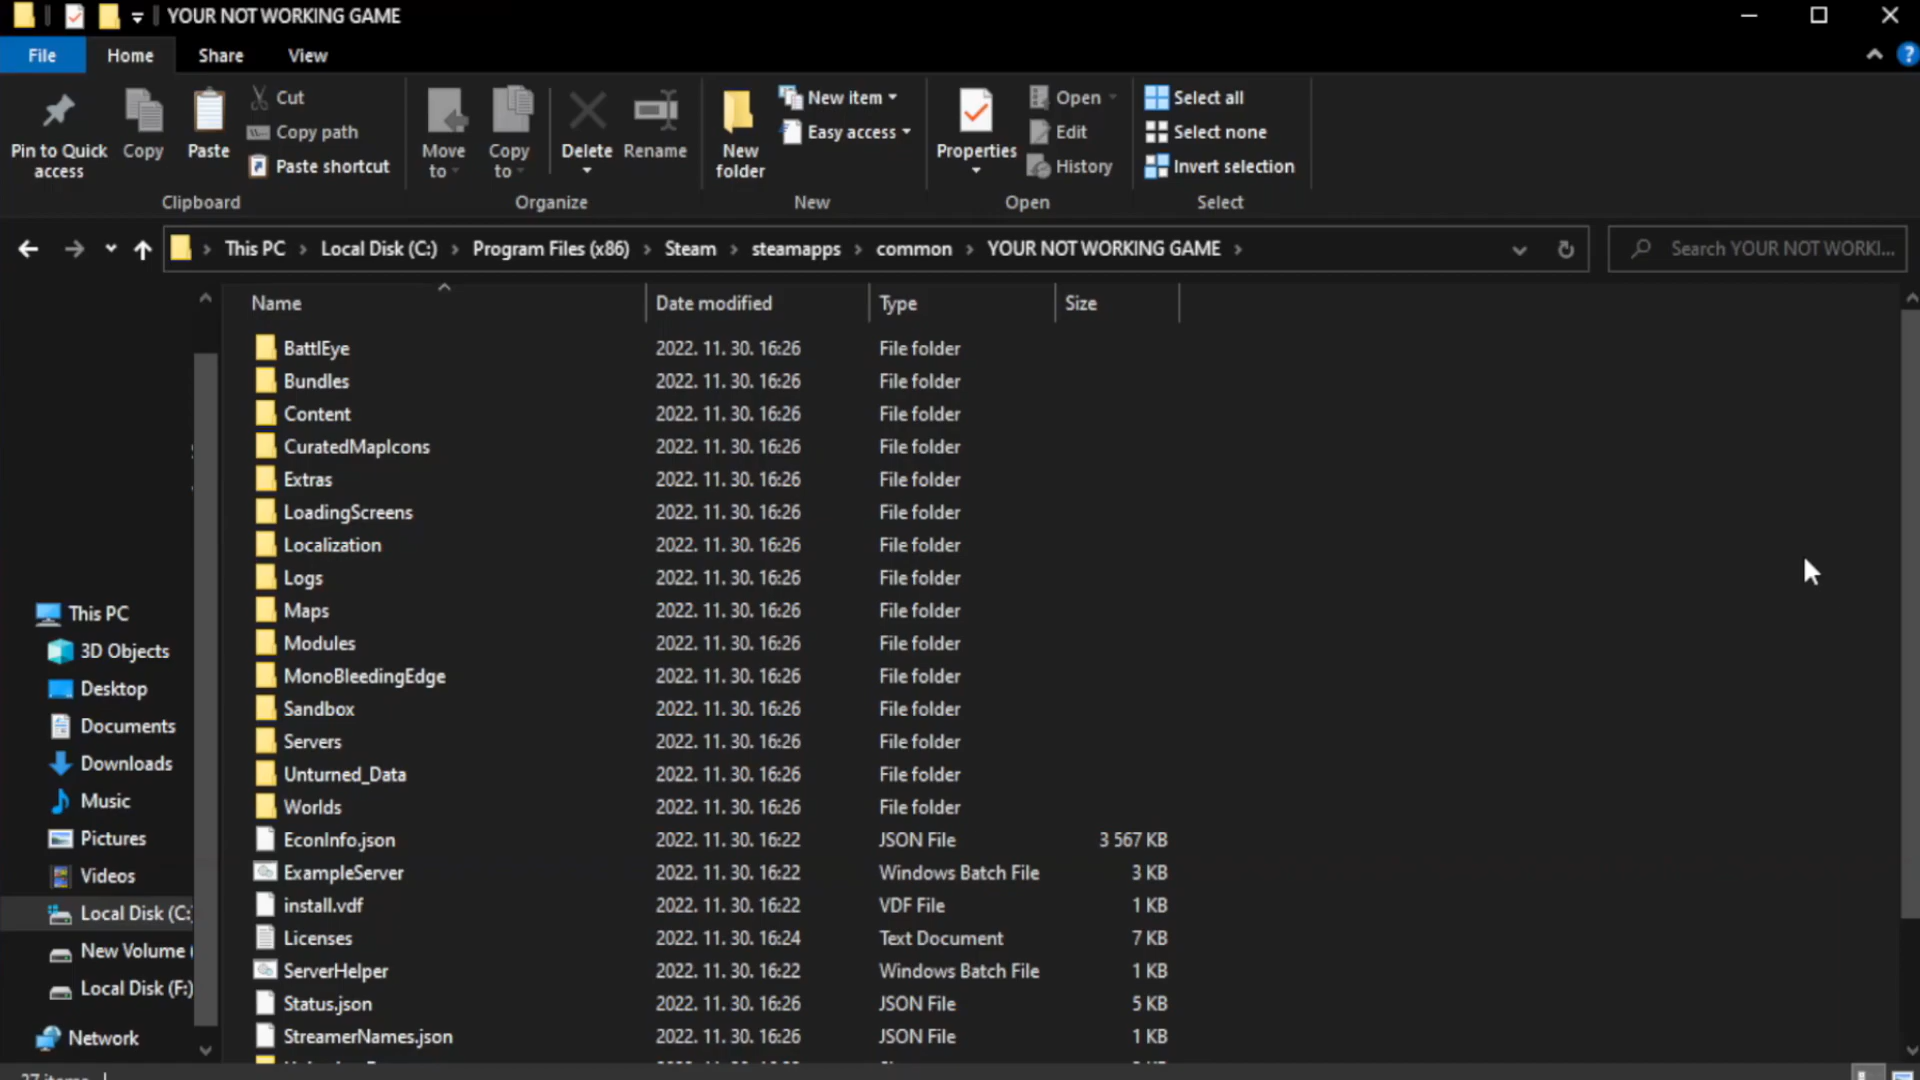 YOUR NOT WORKING GAME
File Home Share View
Pin to Quick access
Copy
Paste
Cut
Copy path
Paste shortcut
Clipboard
Move to
Copy to
Delete
Rename
Organize
New folder
New item
Easy access
New
Properties
Open
Edit
History
Open
Select all
Select none
Invert selection
Select
This PC Local Disk (C:) Program Files (x86) Steam steamapps common YOUR NOT WORKING GAME
Search YOUR NOT WORKI...
Name Date modified Type Size
BattlEye 2022. 11. 30. 16:26 File folder
Bundles 2022. 11. 30. 16:26 File folder
Content 2022. 11. 30. 16:26 File folder
CuratedMapIcons 2022. 11. 30. 16:26 File folder
Extras 2022. 11. 30. 16:26 File folder
LoadingScreens 2022. 11. 30. 16:26 File folder
Localization 2022. 11. 30. 16:26 File folder
Logs 2022. 11. 30. 16:26 File folder
Maps 2022. 11. 30. 16:26 File folder
Modules 2022. 11. 30. 16:26 File folder
MonoBleedingEdge 2022. 11. 30. 16:26 File folder
Sandbox 2022. 11. 30. 16:26 File folder
Servers 2022. 11. 30. 16:26 File folder
Unturned_Data 2022. 11. 30. 16:26 File folder
Worlds 2022. 11. 30. 16:26 File folder
EconInfo.json 2022. 11. 30. 16:22 JSON File 3 567 KB
ExampleServer 2022. 11. 30. 16:22 Windows Batch File 3 KB
install.vdf 2022. 11. 30. 16:22 VDF File 1 KB
Licenses 2022. 11. 30. 16:24 Text Document 7 KB
ServerHelper 2022. 11. 30. 16:22 Windows Batch File 1 KB
Status.json 2022. 11. 30. 16:26 JSON File 5 KB
StreamerNames.json 2022. 11. 30. 16:26 JSON File 1 KB
This PC
3D Objects
Desktop
Documents
Downloads
Music
Pictures
Videos
Local Disk (C:
New Volume (
Local Disk (F:)
Network